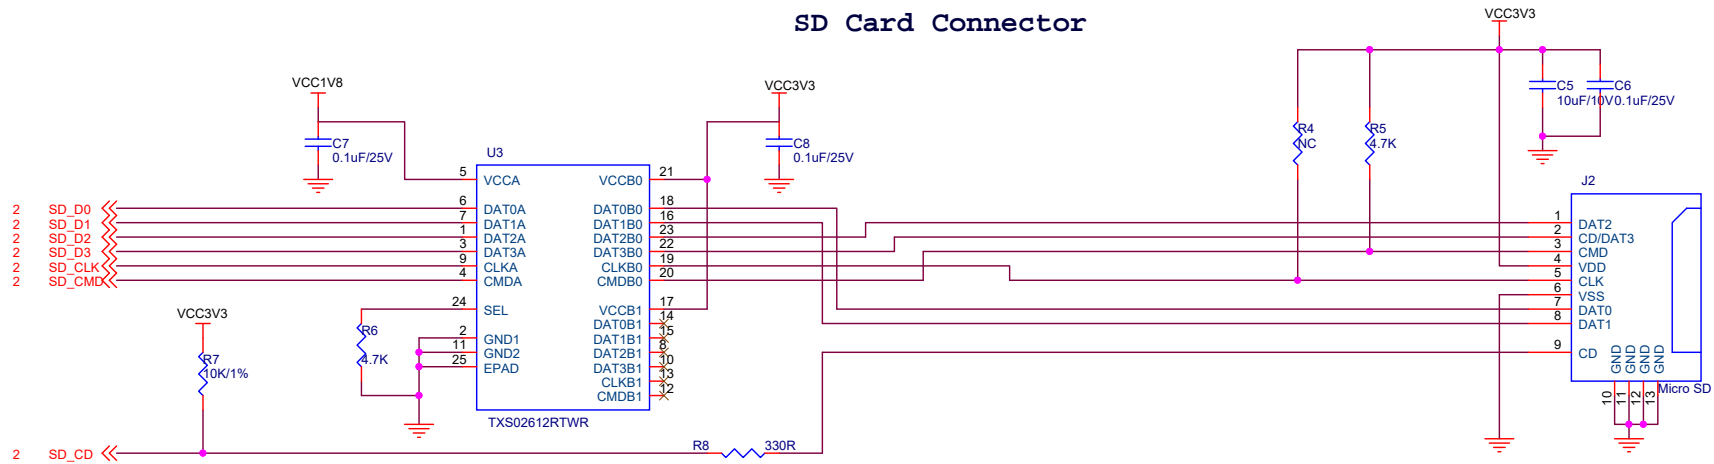 SD Card Connector
VCC3V3
VCC1V8
VCC3V3
C5
10uF/10V
C6
0.1uF/25V
C7
0.1uF/25V
C8
0.1uF/25V
R4
NC
R5
4.7K
U3
5 VCCA VCCB0 21
2 SD_D0 6 DAT0A DAT0B0 18
2 SD_D1 7 DAT1A DAT1B0 16
2 SD_D2 1 DAT2A DAT2B0 23
2 SD_D3 3 DAT3A DAT3B0 22
2 SD_CLK 9 CLKA CLKB0 19
2 SD_CMD 4 CMDA CMDB0 20
24 SEL VCCB1 17
DAT0B1 14
2 GND1 DAT1B1 15
11 GND2 DAT2B1 8
25 EPAD DAT3B1 10
CLKB1 13
CMDB1 12
TXS02612RTWR
VCC3V3
R7
10K/1%
R6
4.7K
J2
1 DAT2
2 CD/DAT3
3 CMD
4 VDD
5 CLK
6 VSS
7 DAT0
8 DAT1
9 CD
GND GND GND GND
10 11 12 13
Micro SD
2 SD_CD
R8 330R